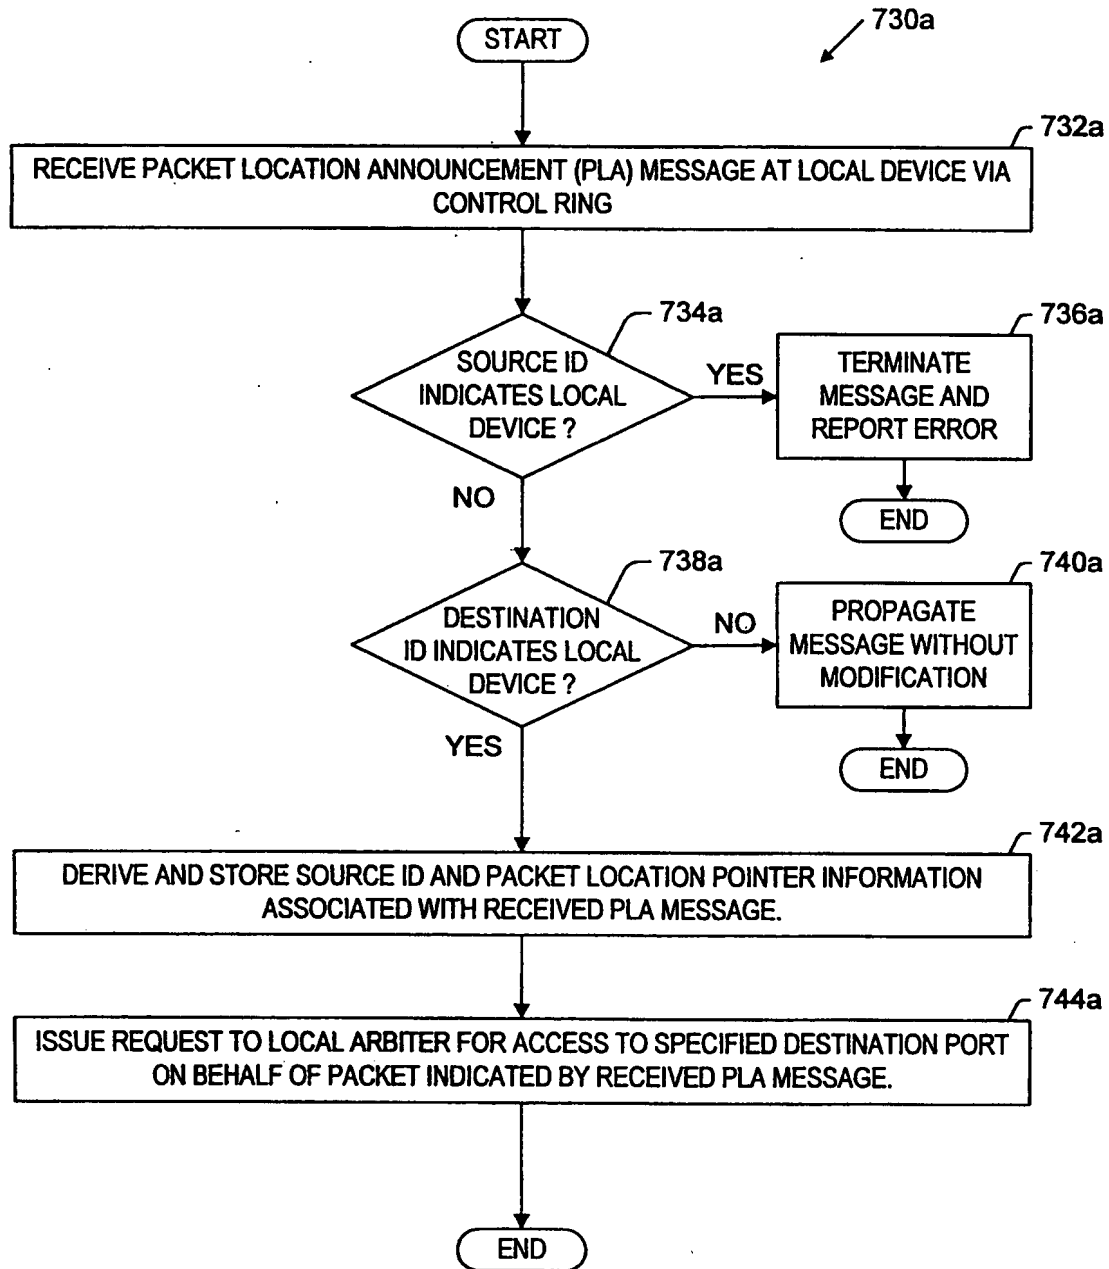 START
730a
732a
RECEIVE PACKET LOCATION ANNOUNCEMENT (PLA) MESSAGE AT LOCAL DEVICE VIA
CONTROL RING
734a
SOURCE ID
INDICATES LOCAL
DEVICE ?
YES
736a
TERMINATE
MESSAGE AND
REPORT ERROR
END
NO
738a
DESTINATION
ID INDICATES LOCAL
DEVICE ?
NO
740a
PROPAGATE
MESSAGE WITHOUT
MODIFICATION
END
YES
742a
DERIVE AND STORE SOURCE ID AND PACKET LOCATION POINTER INFORMATION
ASSOCIATED WITH RECEIVED PLA MESSAGE.
744a
ISSUE REQUEST TO LOCAL ARBITER FOR ACCESS TO SPECIFIED DESTINATION PORT
ON BEHALF OF PACKET INDICATED BY RECEIVED PLA MESSAGE.
END